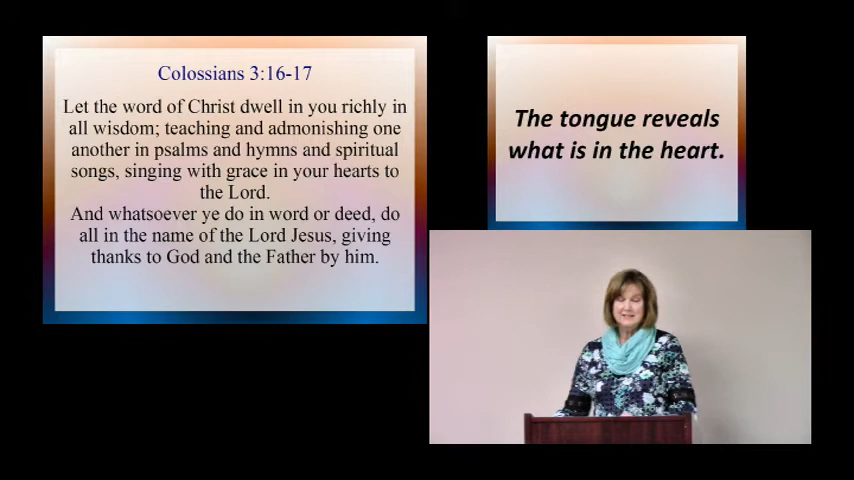 Colossians 3:16-17
Let the word of Christ dwell in you richly in
all wisdom; teaching and admonishing one
another in psalms and hymns and spiritual
songs, singing with grace in your hearts to
the Lord.
And whatsoever ye do in word or deed, do
all in the name of the Lord Jesus, giving
thanks to God and the Father by him.
The tongue reveals
what is in the heart.